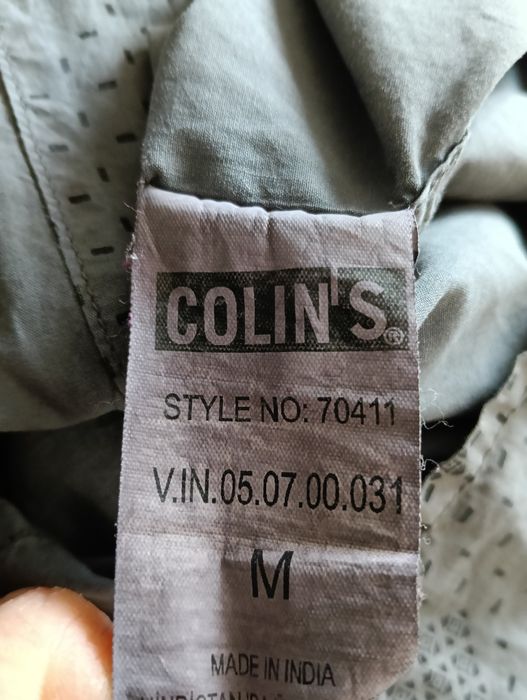 COLIN'S®
STYLE NO: 70411
V.IN.05.07.00.031
M
MADE IN INDIA